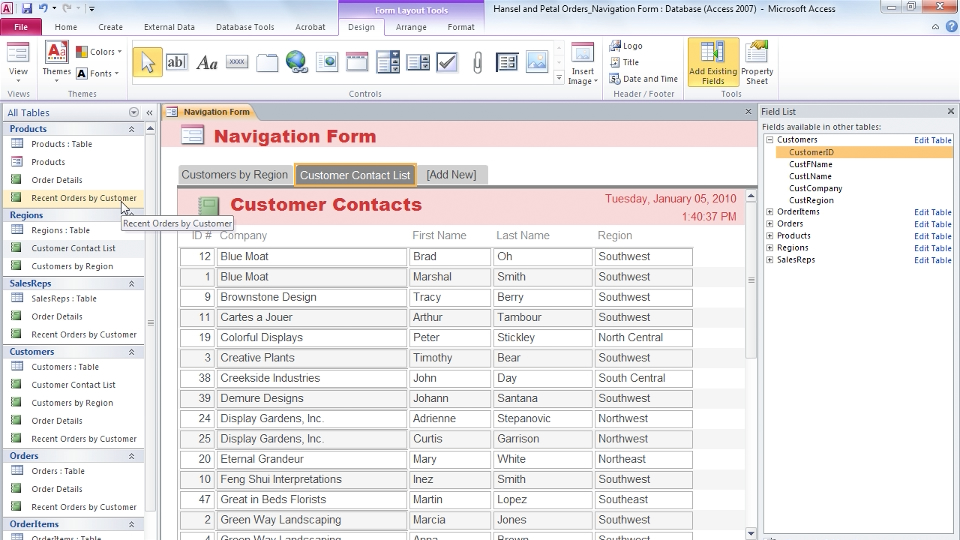 Form Layout Tools
Hansel and Petal Orders_Navigation Form : Database (Access 2007) - Microsoft Access
File
Home
Create
External Data
Database Tools
Acrobat
Design
Arrange
Format
View
Views
Themes
Colors
Fonts
Themes
ab|
Aa
xxxx
Controls
Insert
Image
Logo
Title
Date and Time
Header / Footer
Add Existing
Fields
Property
Sheet
Tools
All Tables
Products
Products : Table
Products
Order Details
Recent Orders by Customer
Recent Orders by Customer
Regions
Regions : Table
Customer Contact List
Customers by Region
SalesReps
SalesReps : Table
Order Details
Recent Orders by Customer
Customers
Customers : Table
Customer Contact List
Customers by Region
Order Details
Recent Orders by Customer
Orders
Orders : Table
Order Details
Recent Orders by Customer
OrderItems
OrderItems : Table
Navigation Form
Navigation Form
Customers by Region
Customer Contact List
[Add New]
Customer Contacts
Tuesday, January 05, 2010
1:40:37 PM
ID # Company First Name Last Name Region
12 Blue Moat Brad Oh Southwest
1 Blue Moat Marshal Smith Southwest
9 Brownstone Design Tracy Berry Southwest
11 Cartes a Jouer Arthur Tambour Southwest
19 Colorful Displays Peter Stickley North Central
3 Creative Plants Timothy Bear Southwest
38 Creekside Industries John Day South Central
39 Demure Designs Johann Santana Southwest
24 Display Gardens, Inc. Adrienne Stepanovic Northwest
25 Display Gardens, Inc. Curtis Garrison Northwest
20 Eternal Grandeur Mary White Northeast
10 Feng Shui Interpretations Inez Smith Southwest
47 Great in Beds Florists Martin Lopez Southeast
2 Green Way Landscaping Marcia Jones Southwest
4 Green Way Landscaping Anna Brown Southwest
Field List
Fields available in other tables:
Customers Edit Table
CustomerID
CustFName
CustLName
CustCompany
CustRegion
OrderItems Edit Table
Orders Edit Table
Products Edit Table
Regions Edit Table
SalesReps Edit Table